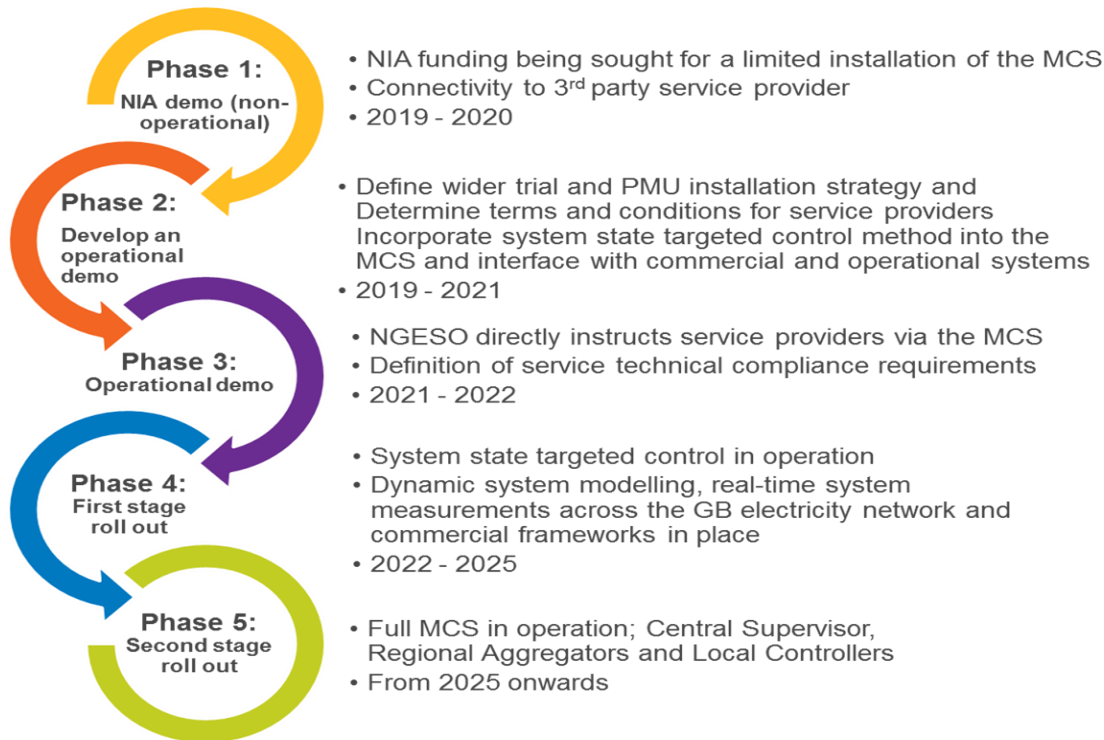 Phase 1:
NIA demo (non-
operational)
• NIA funding being sought for a limited installation of the MCS
• Connectivity to 3rd party service provider
• 2019 - 2020
Phase 2:
Develop an
operational
demo
• Define wider trial and PMU installation strategy and
Determine terms and conditions for service providers
Incorporate system state targeted control method into the
MCS and interface with commercial and operational systems
• 2019 - 2021
Phase 3:
Operational demo
• NGESO directly instructs service providers via the MCS
• Definition of service technical compliance requirements
• 2021 - 2022
Phase 4:
First stage
roll out
• System state targeted control in operation
• Dynamic system modelling, real-time system
measurements across the GB electricity network and
commercial frameworks in place
• 2022 - 2025
Phase 5:
Second stage
roll out
• Full MCS in operation; Central Supervisor,
Regional Aggregators and Local Controllers
• From 2025 onwards